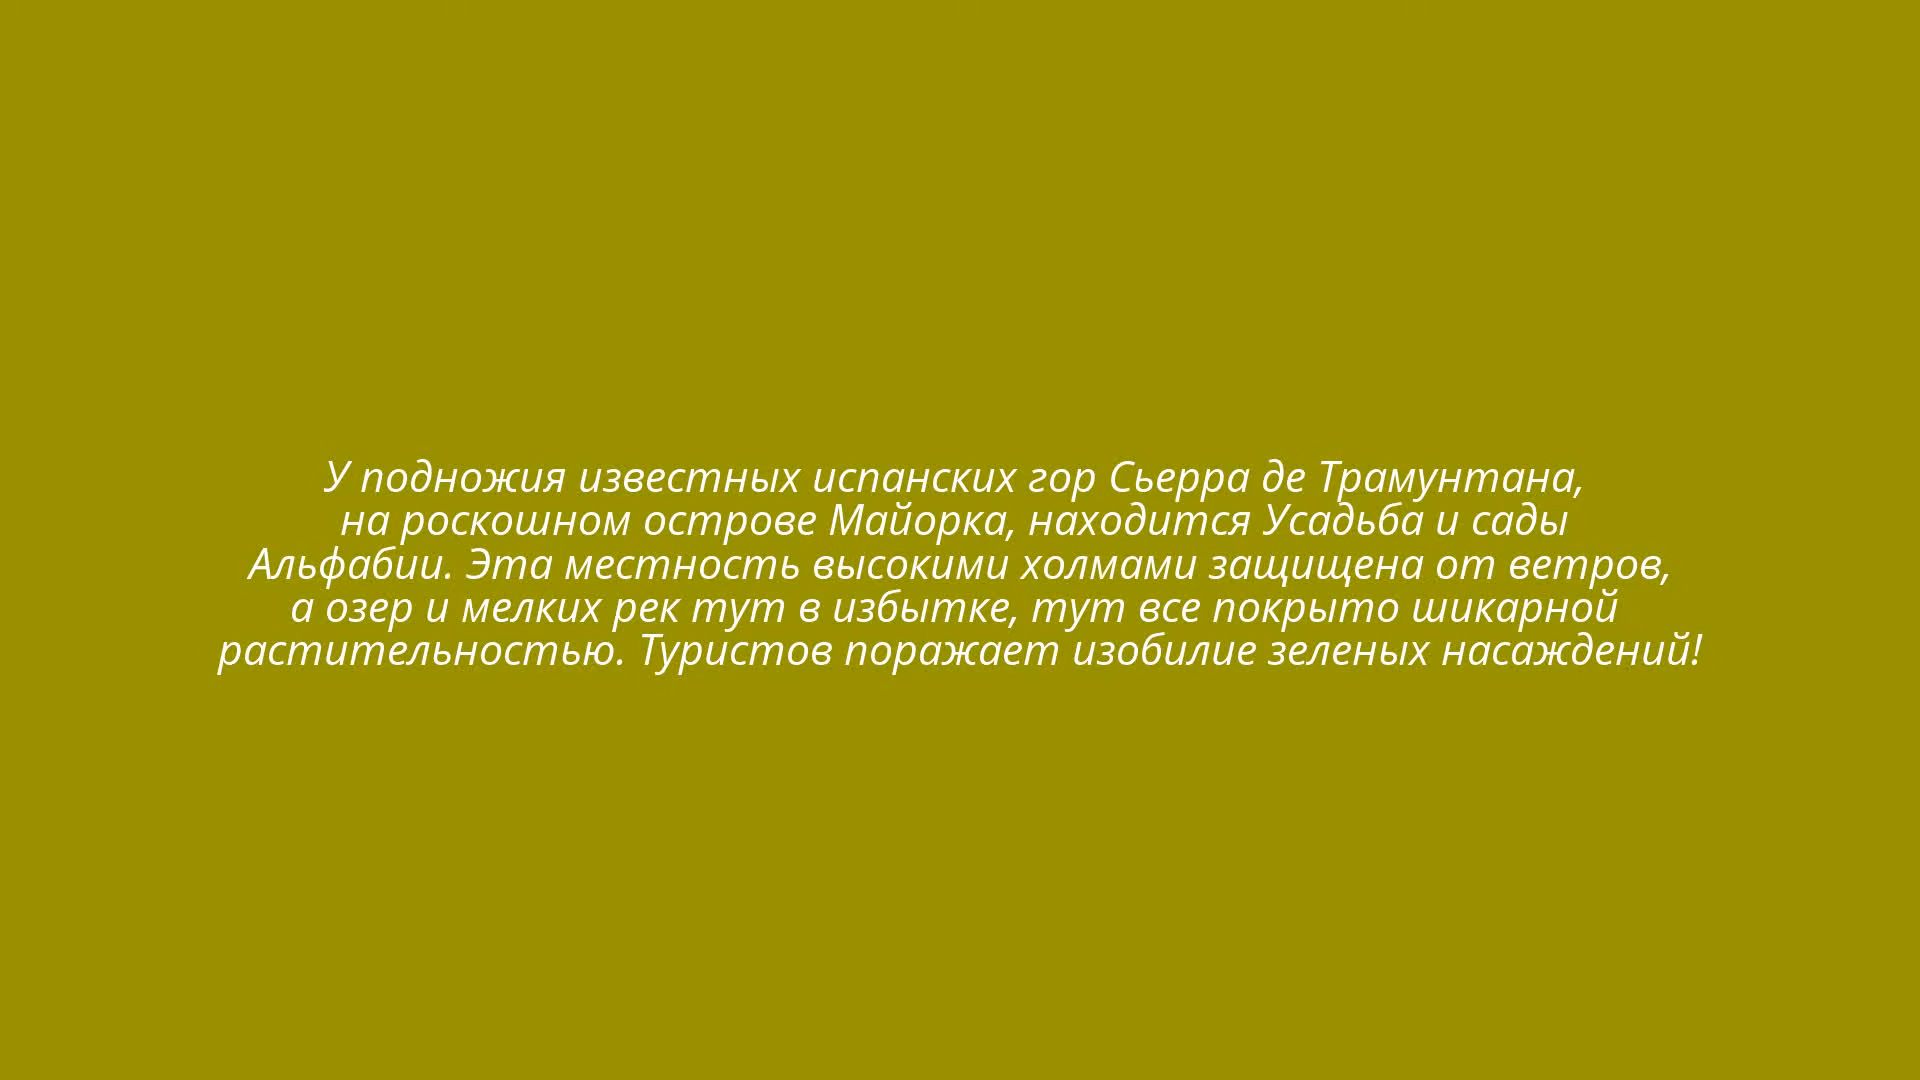 У подножия известных испанских гор Сьерра де Трамунтана,
на роскошном острове Майорка, находится Усадьба и сады
Альфабии. Эта местность высокими холмами защищена от ветров,
а озер и мелких рек тут в избытке, тут все покрыто шикарной
растительностью. Туристов поражает изобилие зеленых насаждений!